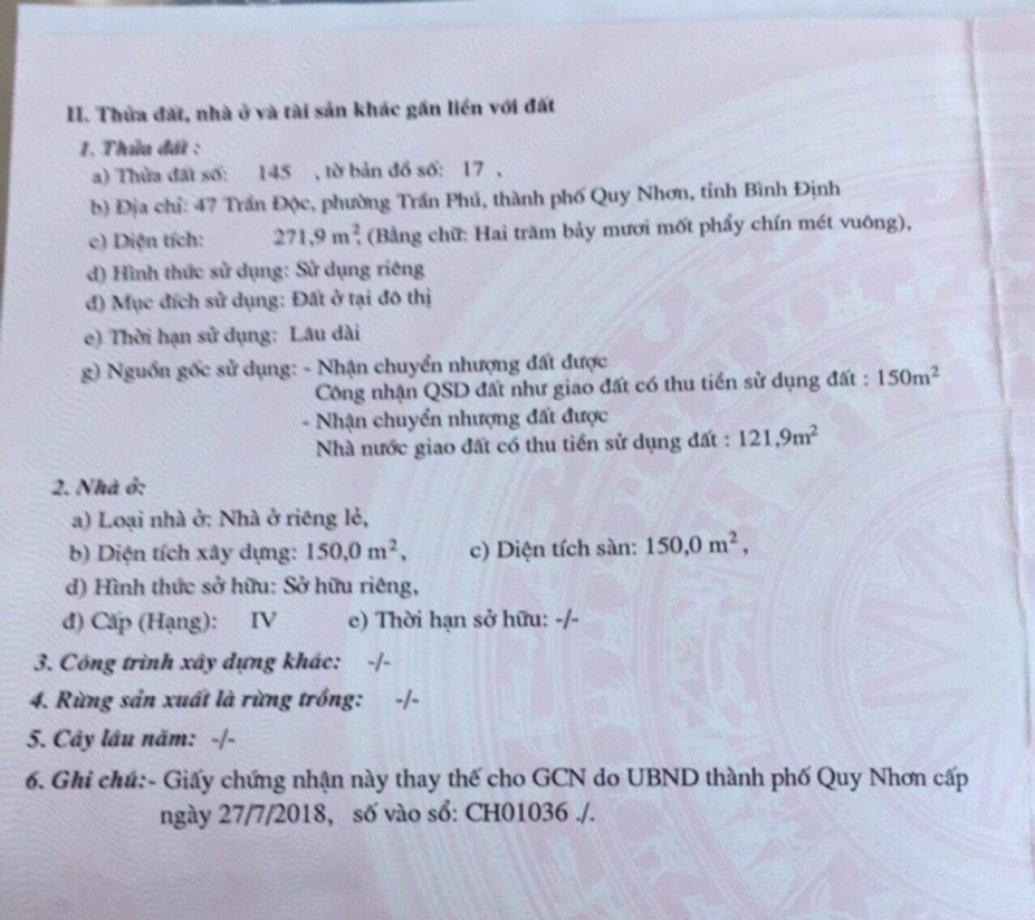 II. Thửa đất, nhà ở và tài sản khác gắn liền với đất
1. Thửa đất :
a) Thửa đất số: 145 , tờ bản đồ số: 17 ,
b) Địa chỉ: 47 Trần Độc, phường Trần Phú, thành phố Quy Nhơn, tỉnh Bình Định
c) Diện tích: 271,9 m², (Bằng chữ: Hai trăm bảy mươi mốt phẩy chín mét vuông),
d) Hình thức sử dụng: Sử dụng riêng
đ) Mục đích sử dụng: Đất ở tại đô thị
e) Thời hạn sử dụng: Lâu dài
g) Nguồn gốc sử dụng: - Nhận chuyển nhượng đất được
Công nhận QSD đất như giao đất có thu tiền sử dụng đất : 150m²
- Nhận chuyển nhượng đất được
Nhà nước giao đất có thu tiền sử dụng đất : 121,9m²
2. Nhà ở:
a) Loại nhà ở: Nhà ở riêng lẻ,
b) Diện tích xây dựng: 150,0 m², c) Diện tích sàn: 150,0 m² ,
d) Hình thức sở hữu: Sở hữu riêng,
đ) Cấp (Hạng): IV e) Thời hạn sở hữu: -/-
3. Công trình xây dựng khác: -/-
4. Rừng sản xuất là rừng trồng: -/-
5. Cây lâu năm: -/-
6. Ghi chú:- Giấy chứng nhận này thay thế cho GCN do UBND thành phố Quy Nhơn cấp
ngày 27/7/2018, số vào sổ: CH01036 ./.